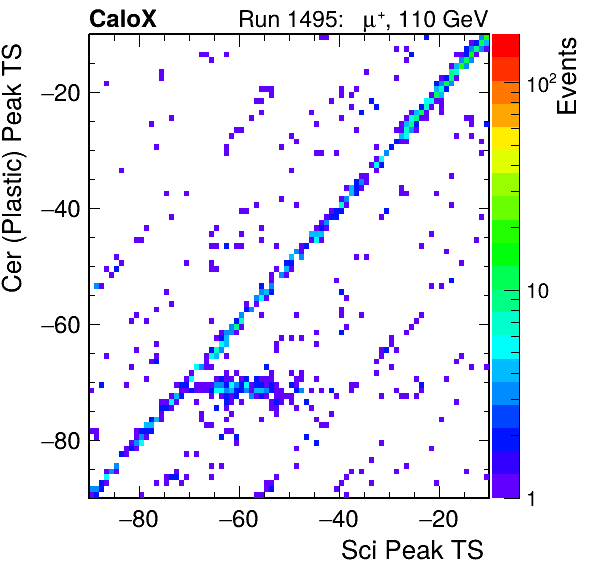 CaloX Run 1495: μ⁺, 110 GeV
Cer (Plastic) Peak TS
−20
−40
−60
−80
−80 −60 −40 −20
Sci Peak TS
Events
10²
10
1